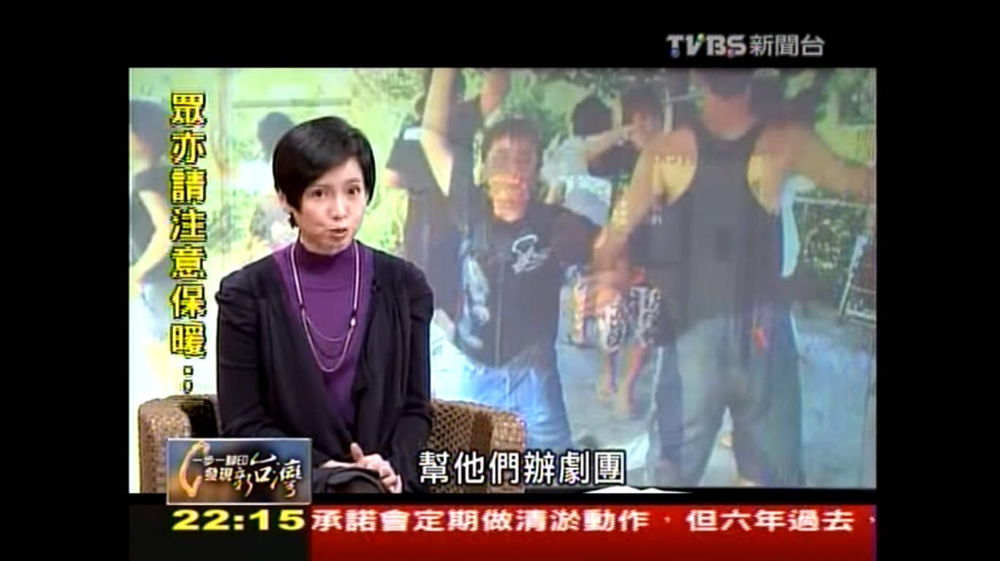 TVBS新聞台
眾亦請注意保暖…
一步一腳印
發現新台灣
幫他們辦劇團
22:15
承諾會定期做清淤動作，但六年過去，